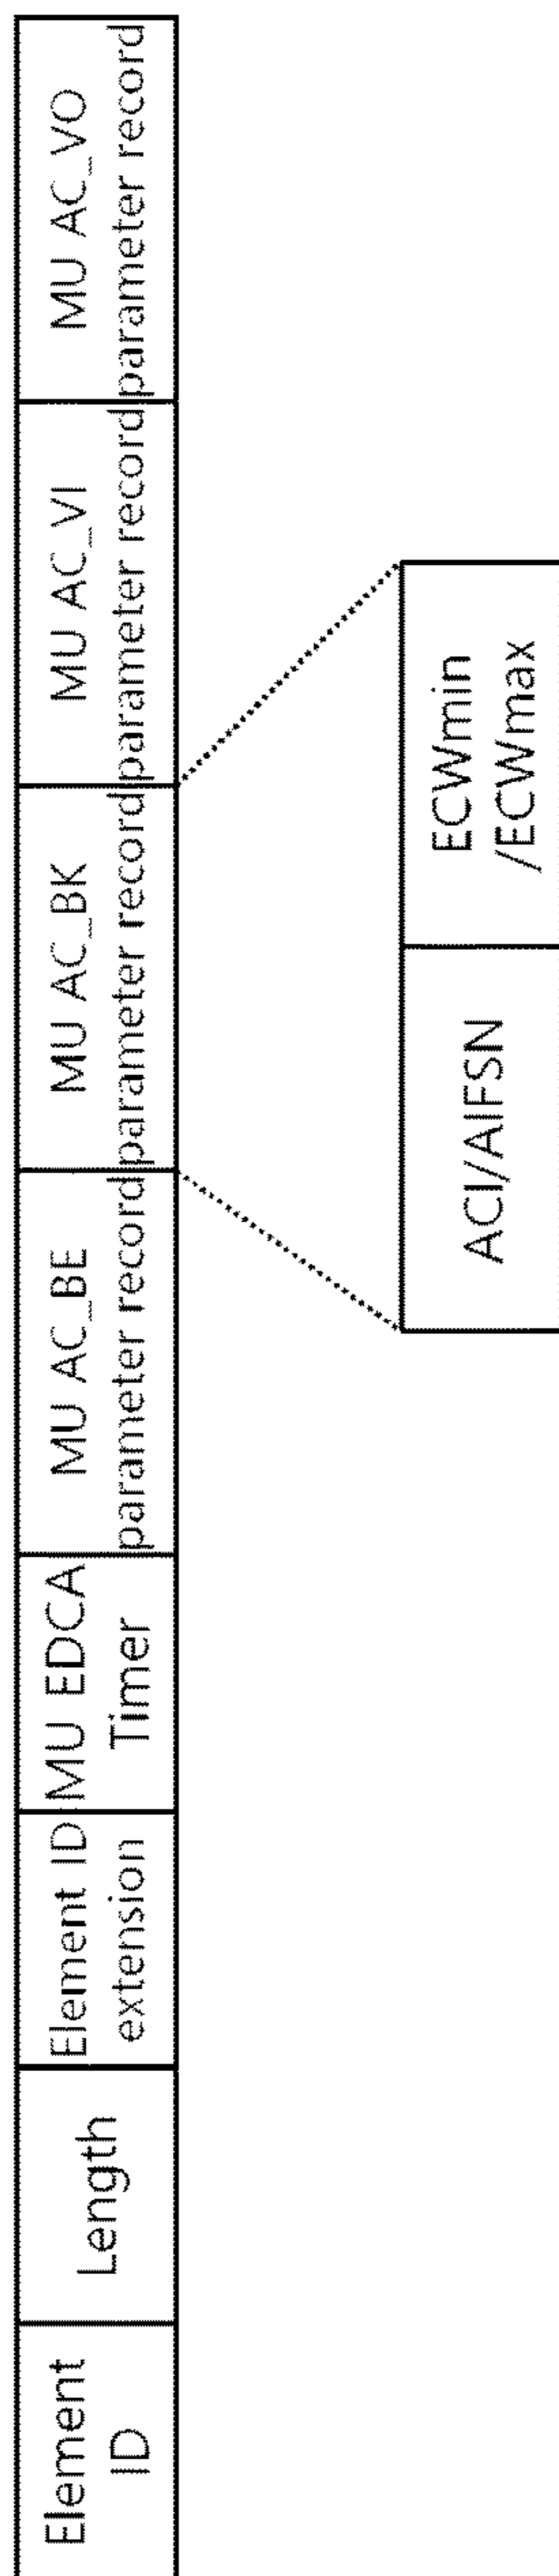 Element
ID
Length
Element ID
extension
MU EDCA
Timer
MU AC_BE
parameter record
MU AC_BK
parameter record
MU AC_VI
parameter record
MU AC_VO
parameter record
ACI/AIFSN
ECWmin
/ECWmax